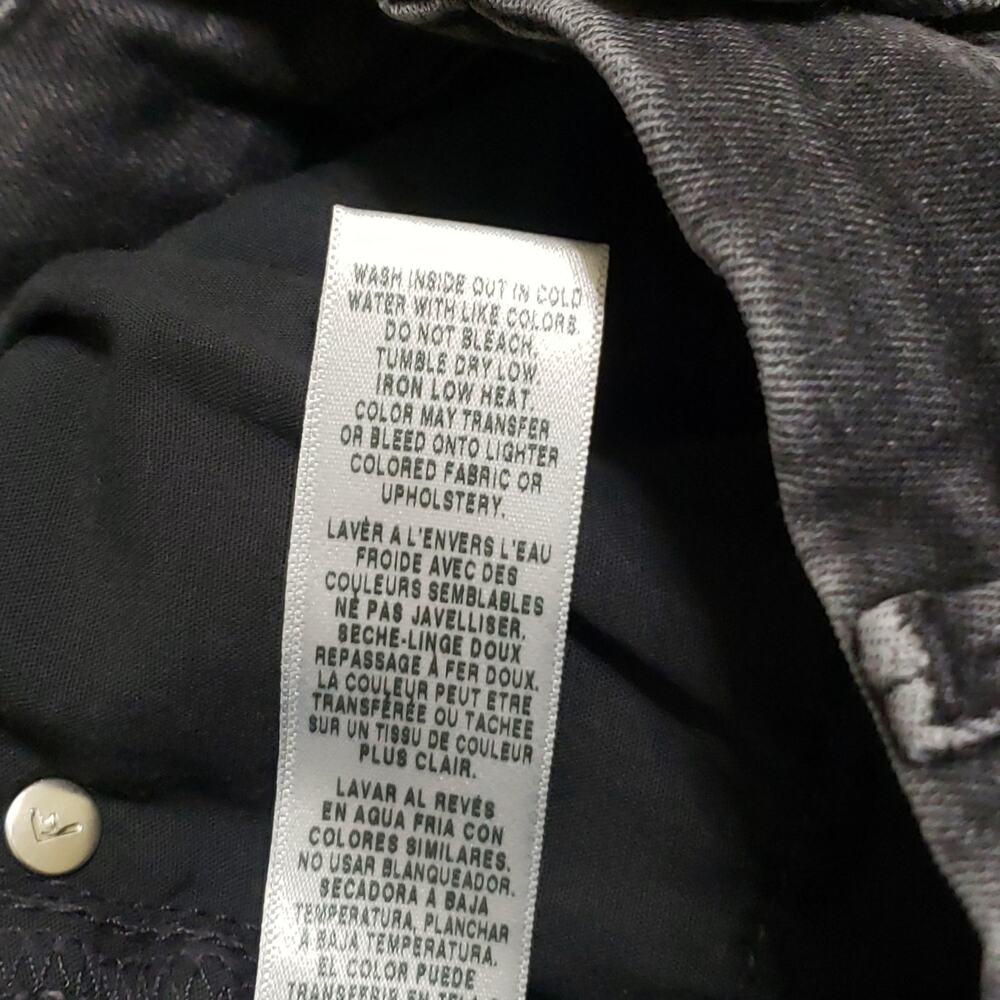 WASH INSIDE OUT IN COLD
WATER WITH LIKE COLORS.
DO NOT BLEACH.
TUMBLE DRY LOW.
IRON LOW HEAT.
COLOR MAY TRANSFER
OR BLEED ONTO LIGHTER
COLORED FABRIC OR
UPHOLSTERY.
LAVÈR A L'ENVERS L'EAU
FROIDE AVEC DES
COULEURS SEMBLABLES
NÉ PAS JAVELLISER.
SECHE-LINGE DOUX
REPASSAGE À FER DOUX.
LA COULEUR PEUT ETRE
TRANSFÉRÉE OU TACHEE
SUR UN TISSU DE COULEUR
PLUS CLAIR.
LAVAR AL REVÉS
EN AQUA FRIA CON
COLORES SIMILARES.
NO USAR BLANQUEADOR.
SECADORA A BAJA
TEMPERATURA, PLANCHAR
A BAJA TEMPERATURA.
EL COLOR PUEDE